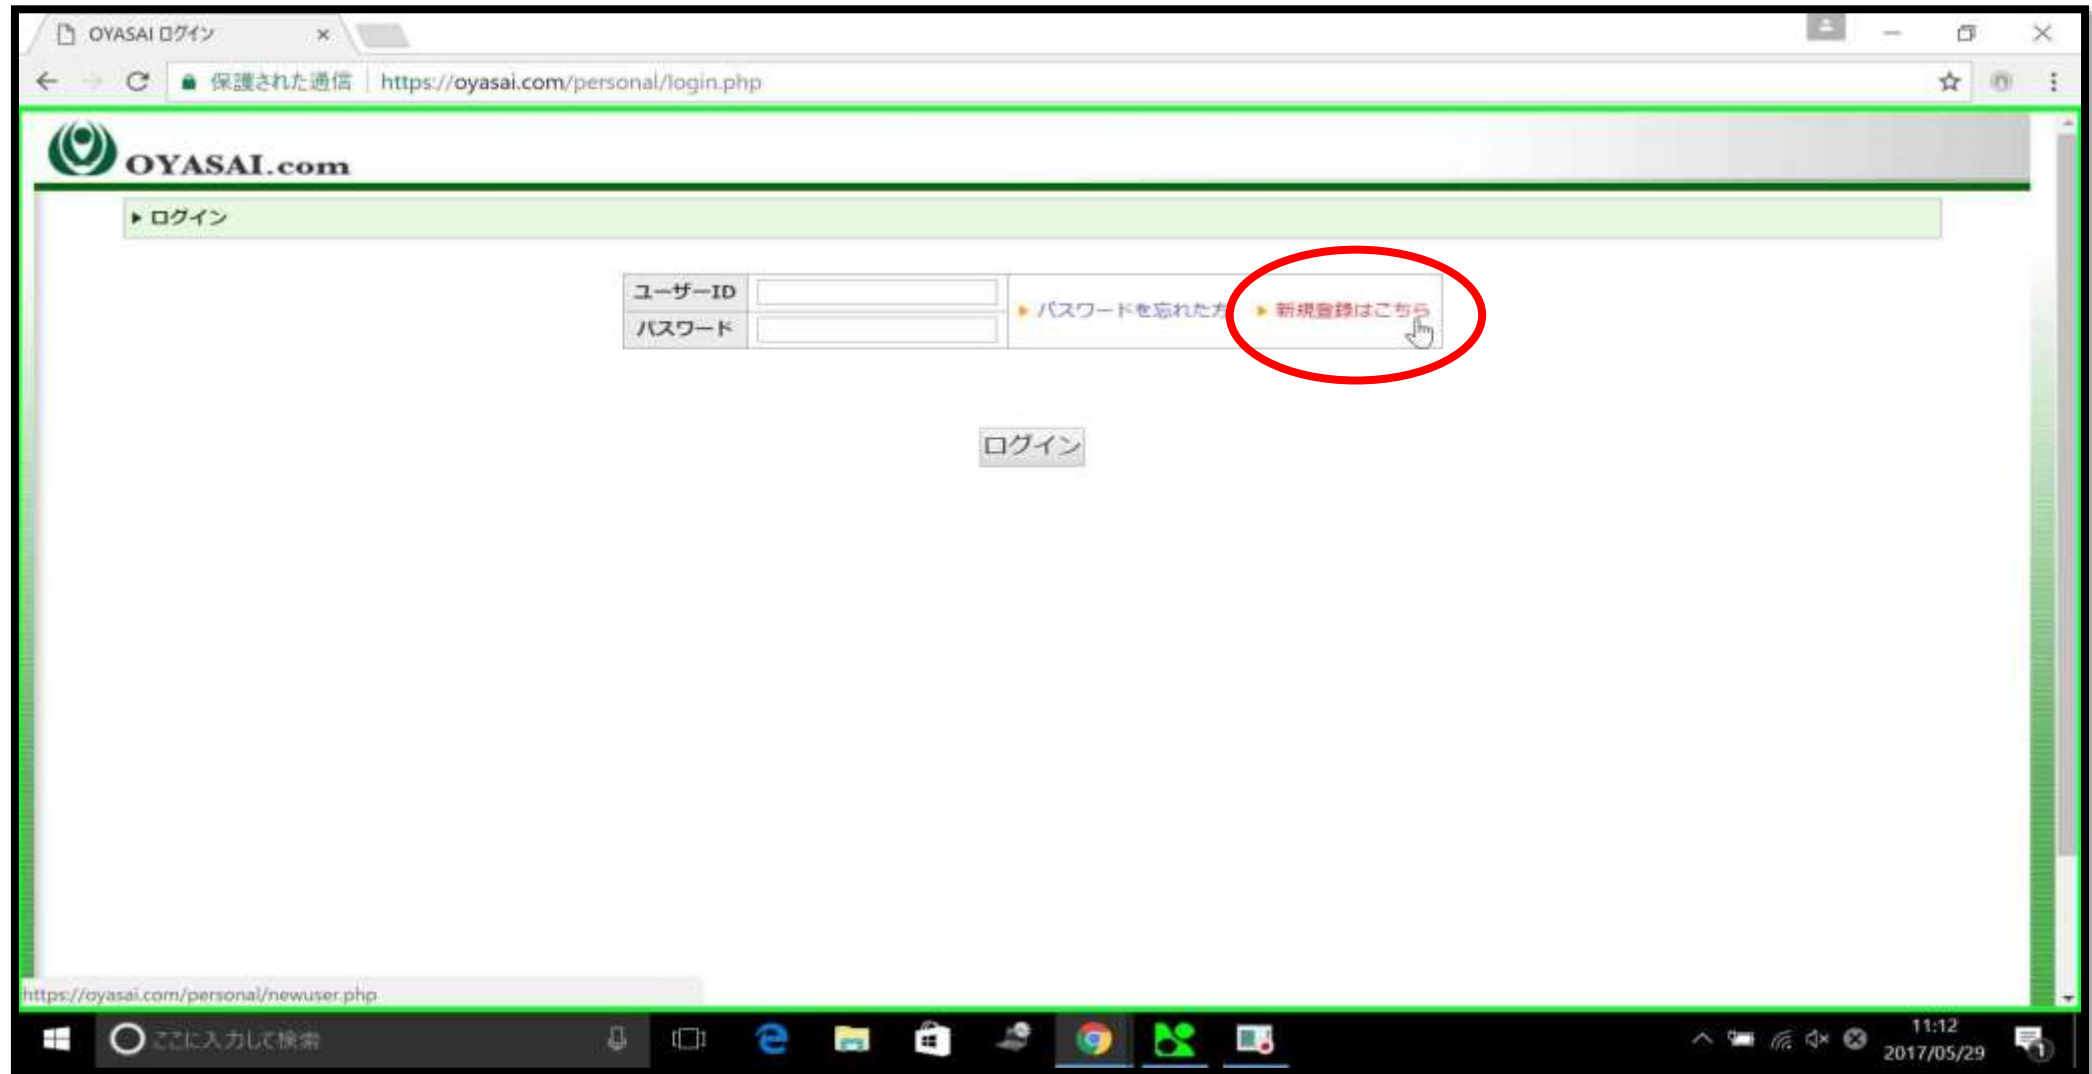 OYASAI ログイン
保護された通信 | https://oyasai.com/personal/login.php
OYASAI.com
ログイン
ユーザーID
パスワード
パスワードを忘れた方
新規登録はこちら
ログイン
https://oyasai.com/personal/newuser.php
ここに入力して検索
11:12
2017/05/29
1